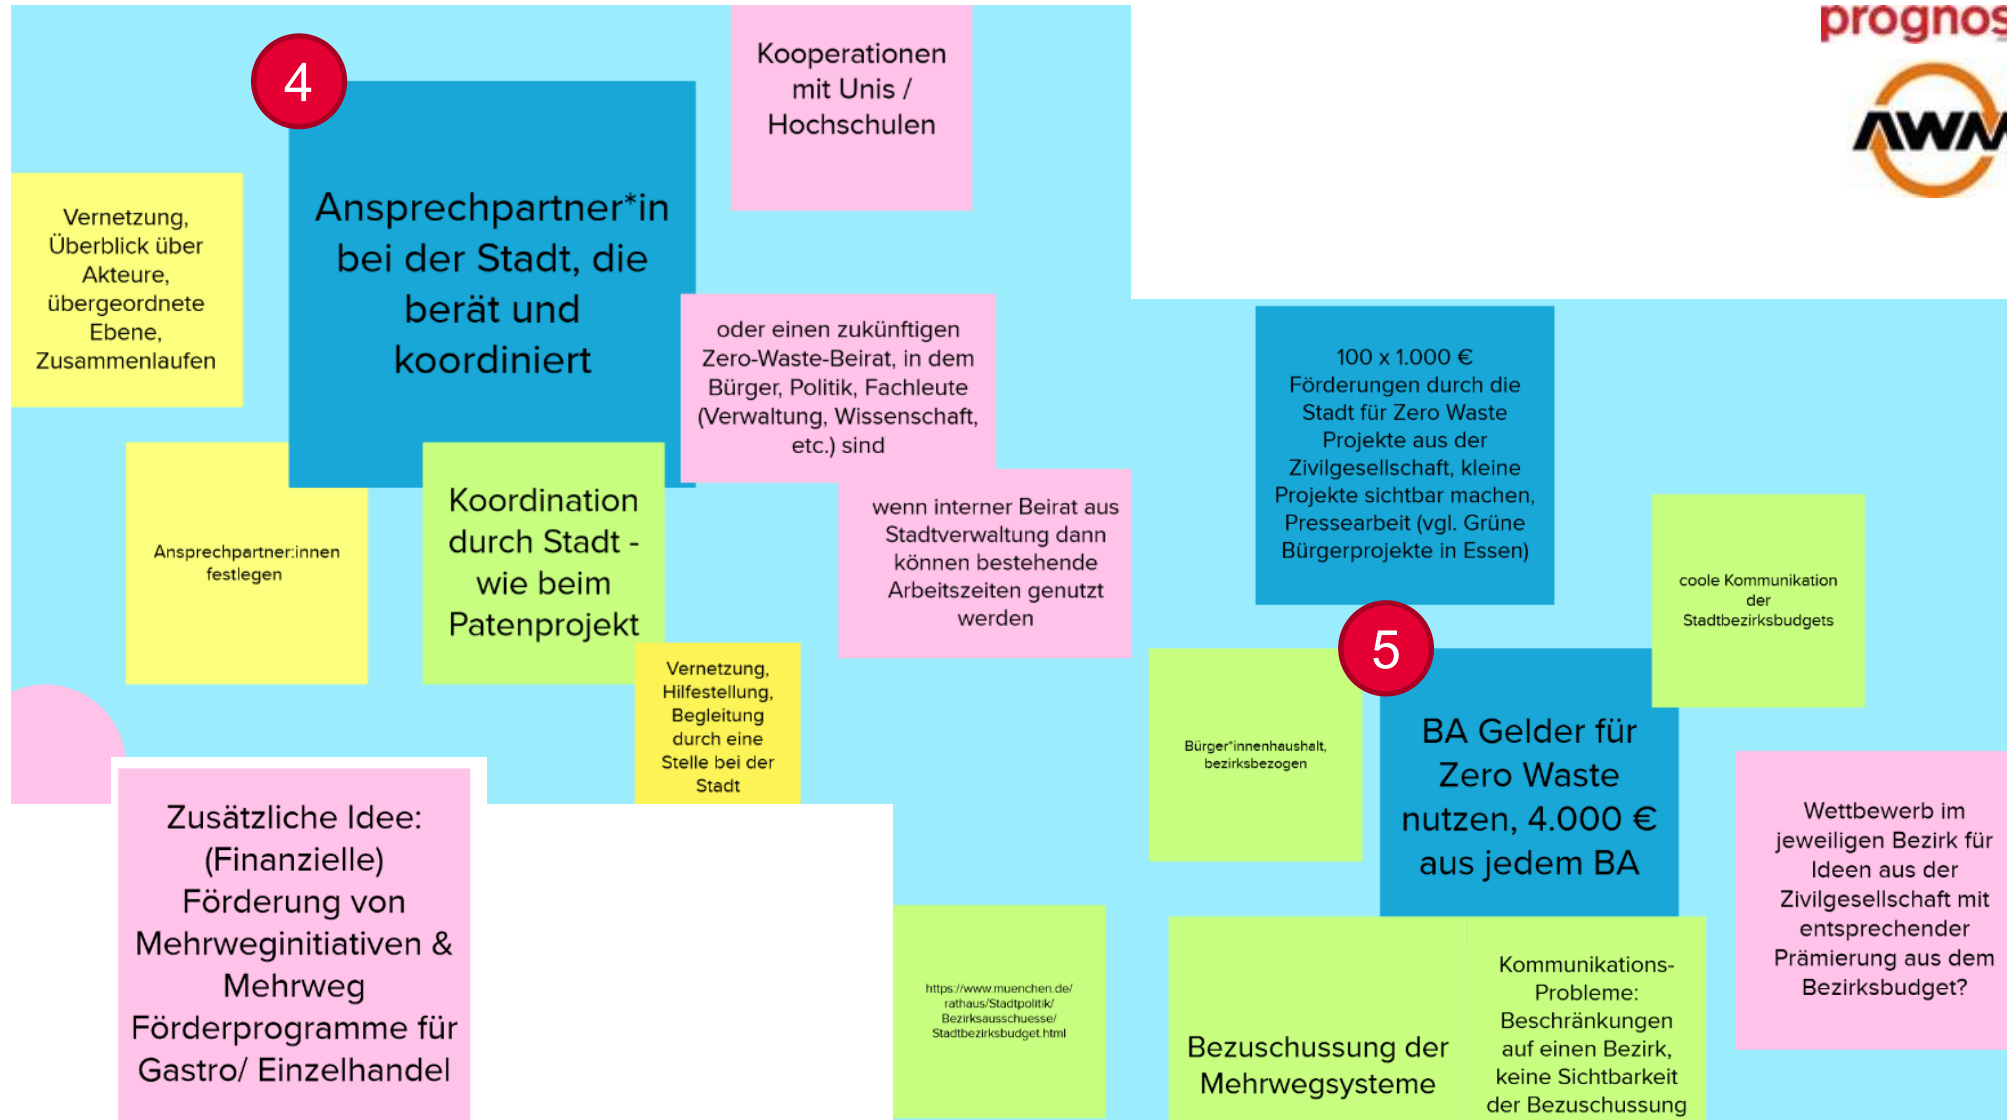 prognos
AWM
4
Kooperationen
mit Unis /
Hochschulen
Ansprechpartner*in
bei der Stadt, die
berät und
koordiniert
Vernetzung,
Überblick über
Akteure,
übergeordnete
Ebene,
Zusammenlaufen
oder einen zukünftigen
Zero-Waste-Beirat, in dem
Bürger, Politik, Fachleute
(Verwaltung, Wissenschaft,
etc.) sind
wenn interner Beirat aus
Stadtverwaltung dann
können bestehende
Arbeitszeiten genutzt
werden
Ansprechpartner:innen
festlegen
Koordination
durch Stadt -
wie beim
Patenprojekt
Vernetzung,
Hilfestellung,
Begleitung
durch eine
Stelle bei der
Stadt
Zusätzliche Idee:
(Finanzielle)
Förderung von
Mehrweginitiativen &
Mehrweg
Förderprogramme für
Gastro/ Einzelhandel
100 x 1.000 €
Förderungen durch die
Stadt für Zero Waste
Projekte aus der
Zivilgesellschaft, kleine
Projekte sichtbar machen,
Pressearbeit (vgl. Grüne
Bürgerprojekte in Essen)
coole Kommunikation
der
Stadtbezirksbudgets
5
Bürger*innenhaushalt,
bezirksbezogen
BA Gelder für
Zero Waste
nutzen, 4.000 €
aus jedem BA
Wettbewerb im
jeweiligen Bezirk für
Ideen aus der
Zivilgesellschaft mit
entsprechender
Prämierung aus dem
Bezirksbudget?
https://www.muenchen.de/
rathaus/Stadtpolitik/
Bezirksausschuesse/
Stadtbezirksbudget.html
Bezuschussung der
Mehrwegsysteme
Kommunikations-
Probleme:
Beschränkungen
auf einen Bezirk,
keine Sichtbarkeit
der Bezuschussung